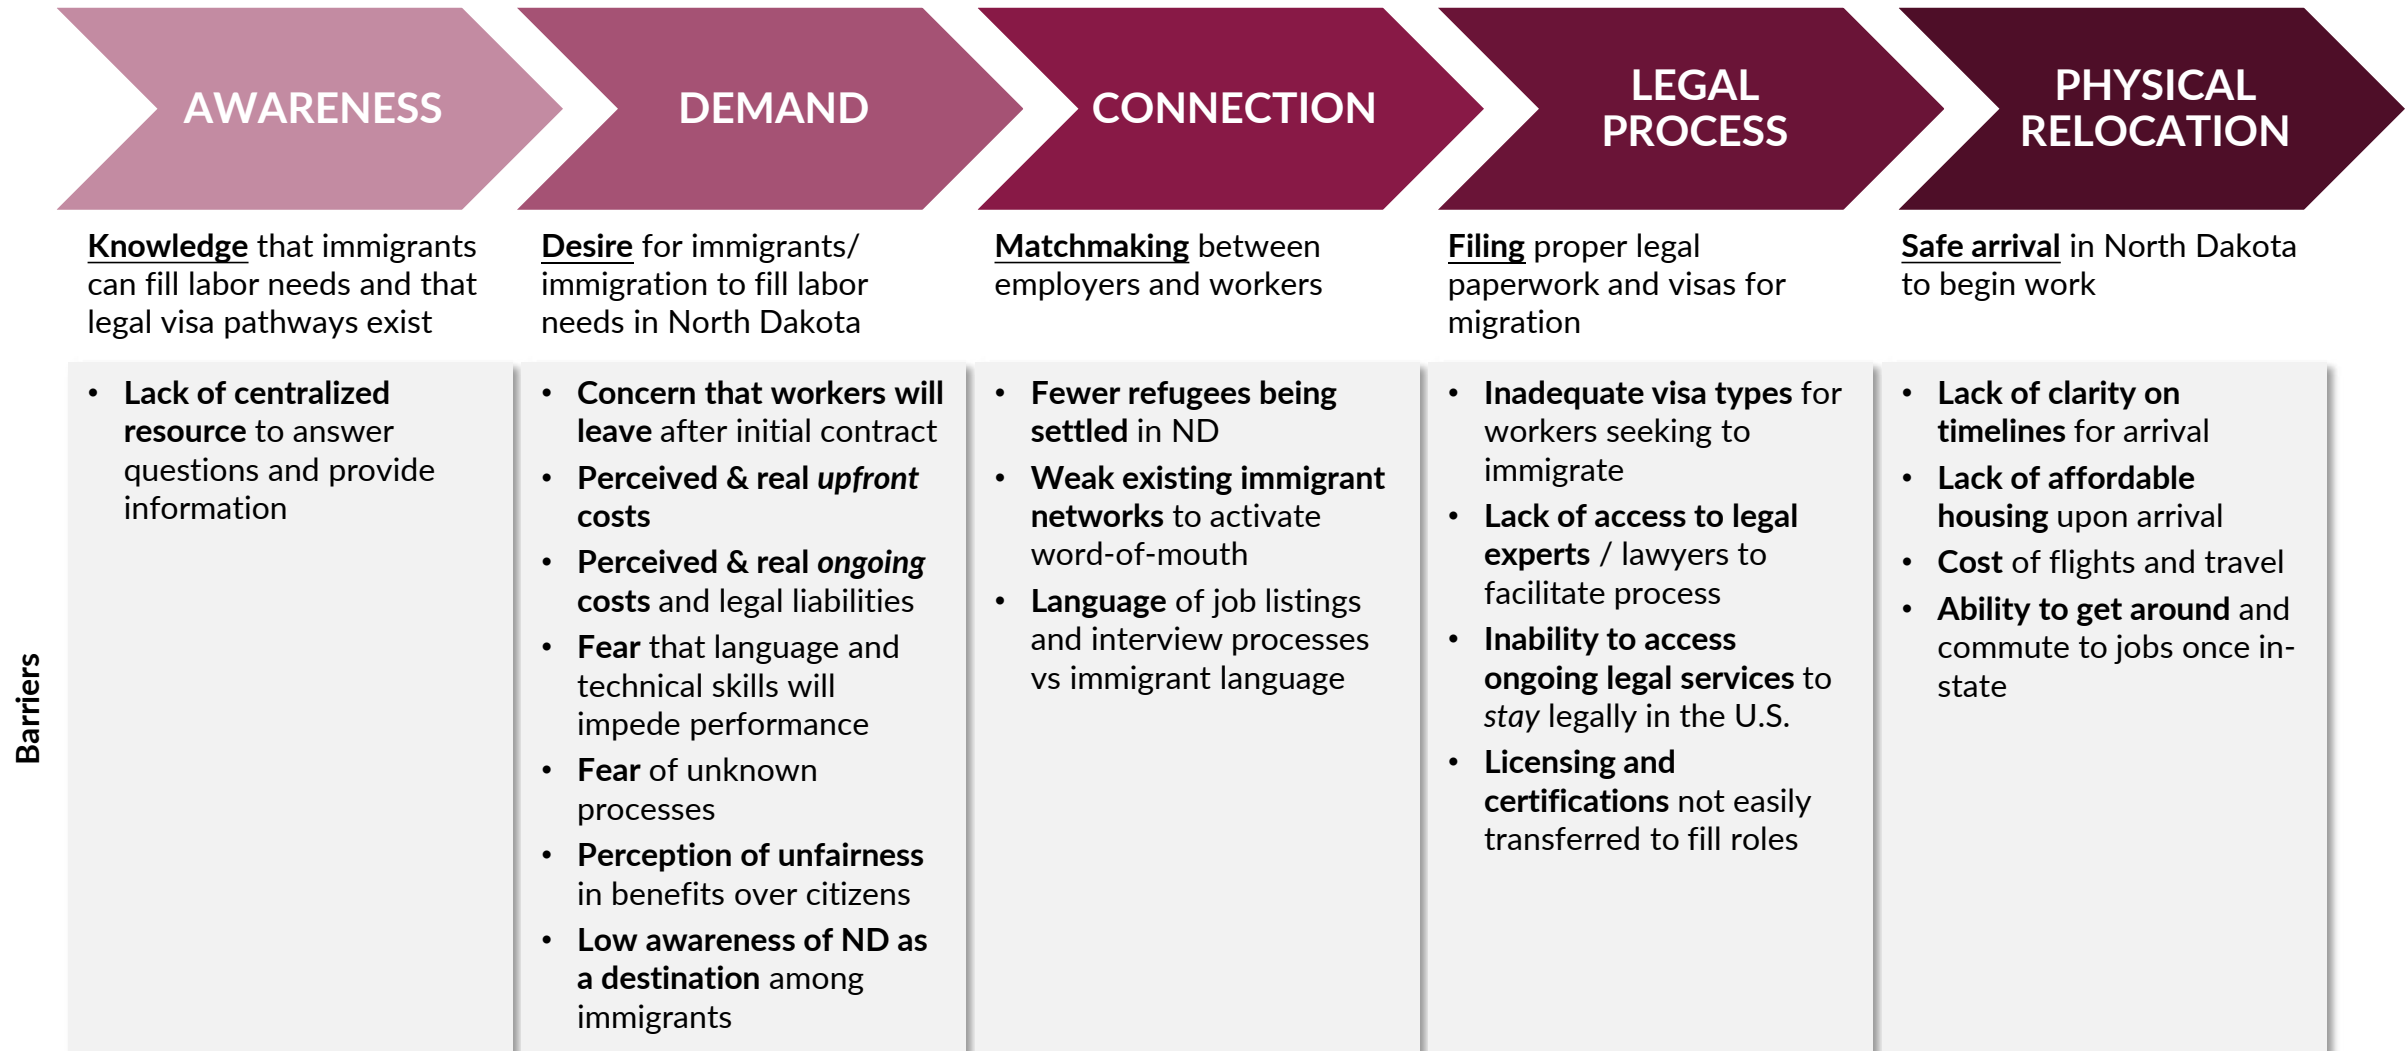 AWARENESS
DEMAND
CONNECTION
LEGAL
PROCESS
PHYSICAL
RELOCATION
Knowledge that immigrants
can fill labor needs and that
legal visa pathways exist
Desire for immigrants/
immigration to fill labor
needs in North Dakota
Matchmaking between
employers and workers
Filing proper legal
paperwork and visas for
migration
Safe arrival in North Dakota
to begin work
Barriers
• Lack of centralized
resource to answer
questions and provide
information
• Concern that workers will
leave after initial contract
• Perceived & real upfront
costs
• Perceived & real ongoing
costs and legal liabilities
• Fear that language and
technical skills will
impede performance
• Fear of unknown
processes
• Perception of unfairness
in benefits over citizens
• Low awareness of ND as
a destination among
immigrants
• Fewer refugees being
settled in ND
• Weak existing immigrant
networks to activate
word-of-mouth
• Language of job listings
and interview processes
vs immigrant language
• Inadequate visa types for
workers seeking to
immigrate
• Lack of access to legal
experts / lawyers to
facilitate process
• Inability to access
ongoing legal services to
stay legally in the U.S.
• Licensing and
certifications not easily
transferred to fill roles
• Lack of clarity on
timelines for arrival
• Lack of affordable
housing upon arrival
• Cost of flights and travel
• Ability to get around and
commute to jobs once in-
state